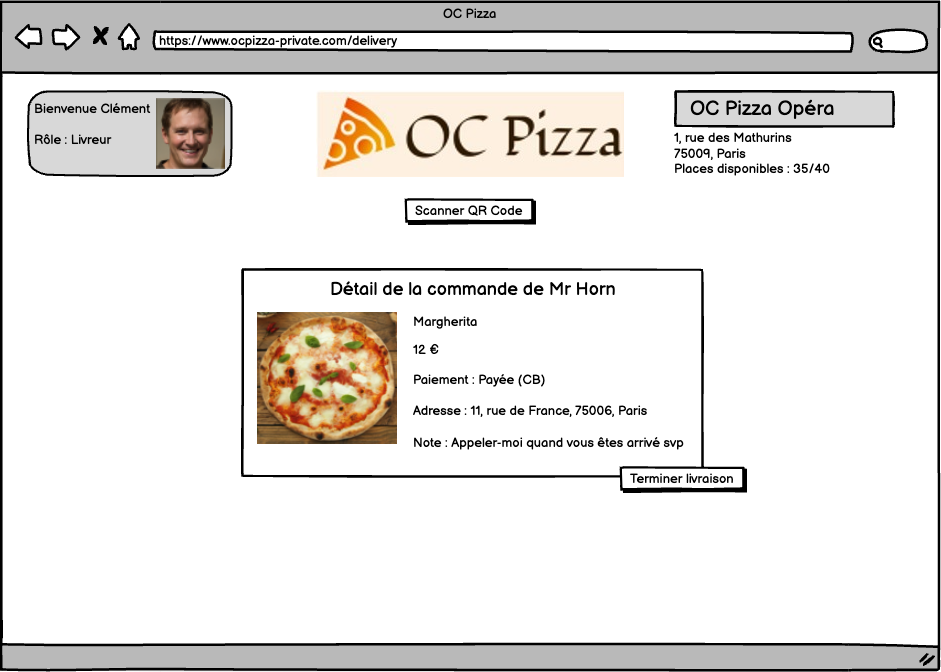 OC Pizza
https://www.ocpizza-private.com/delivery
Bienvenue Clément
Rôle : Livreur
OC Pizza
OC Pizza Opéra
1, rue des Mathurins
75009, Paris
Places disponibles : 35/40
Scanner QR Code
Détail de la commande de Mr Horn
Margherita
12 €
Paiement : Payée (CB)
Adresse : 11, rue de France, 75006, Paris
Note : Appeler-moi quand vous êtes arrivé svp
Terminer livraison